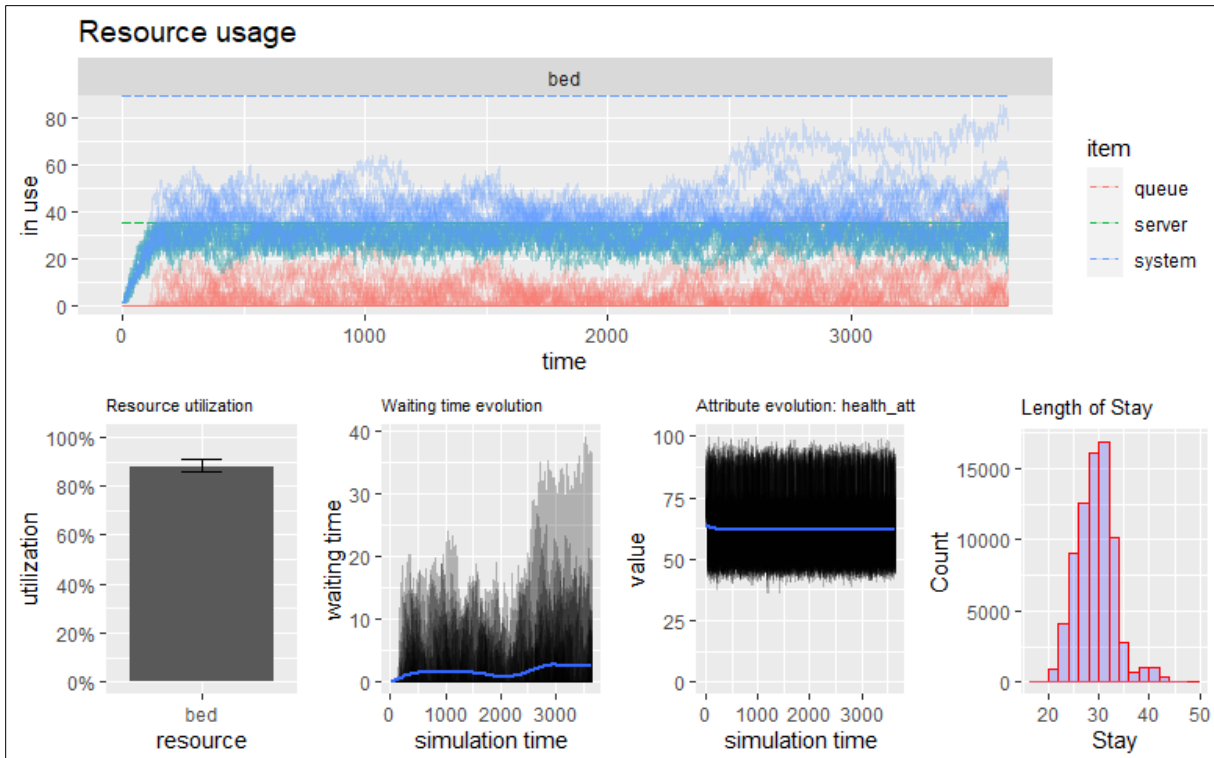 Resource usage
bed
80
60
40
20
0
in use
0
1000
2000
3000
time
item
queue
server
system
Resource utilization
100%
80%
60%
40%
20%
0%
utilization
bed
resource
Waiting time evolution
40
30
20
10
0
waiting time
0
1000
2000
3000
simulation time
Attribute evolution: health_att
100
75
50
25
0
value
0
1000
2000
3000
simulation time
Length of Stay
15000
10000
5000
0
Count
20
30
40
50
Stay